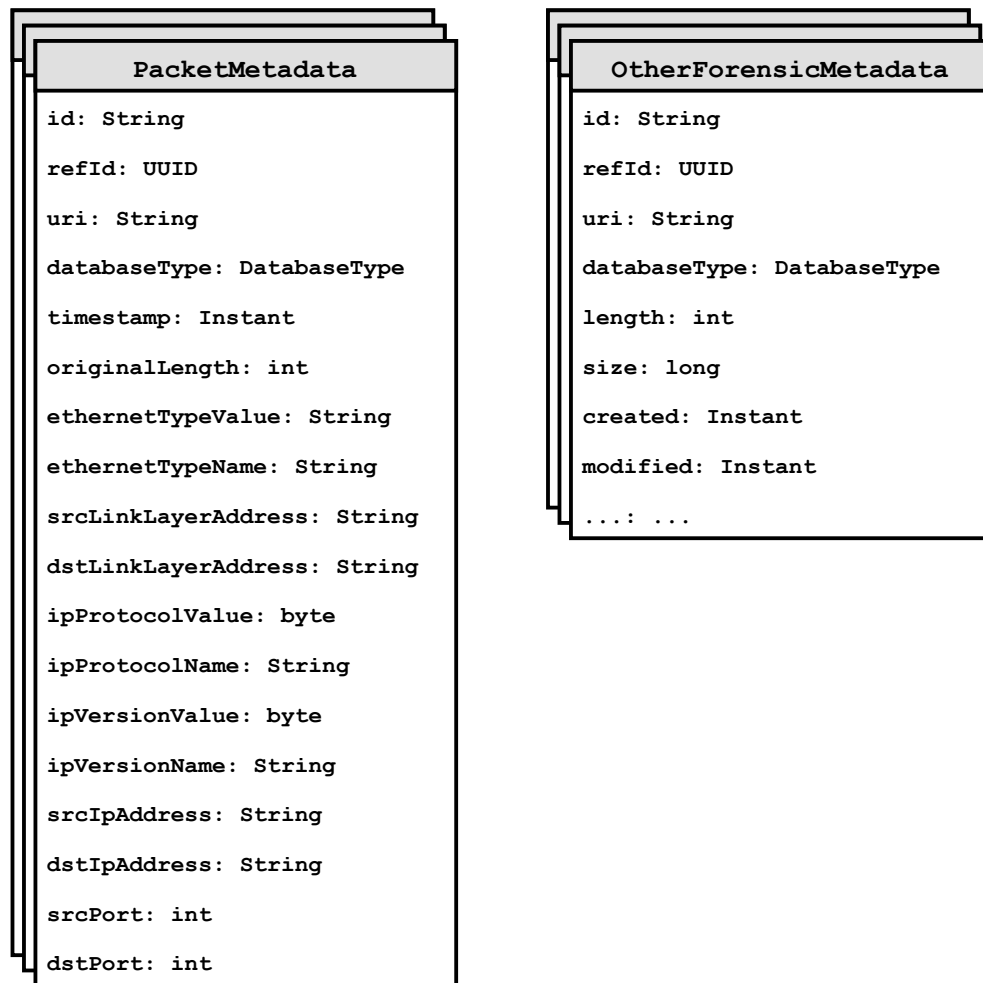 PacketMetadata
id: String
refId: UUID
uri: String
databaseType: DatabaseType
timestamp: Instant
originalLength: int
ethernetTypeValue: String
ethernetTypeName: String
srcLinkLayerAddress: String
dstLinkLayerAddress: String
ipProtocolValue: byte
ipProtocolName: String
ipVersionValue: byte
ipVersionName: String
srcIpAddress: String
dstIpAddress: String
srcPort: int
dstPort: int
OtherForensicMetadata
id: String
refId: UUID
uri: String
databaseType: DatabaseType
length: int
size: long
created: Instant
modified: Instant
...: ...